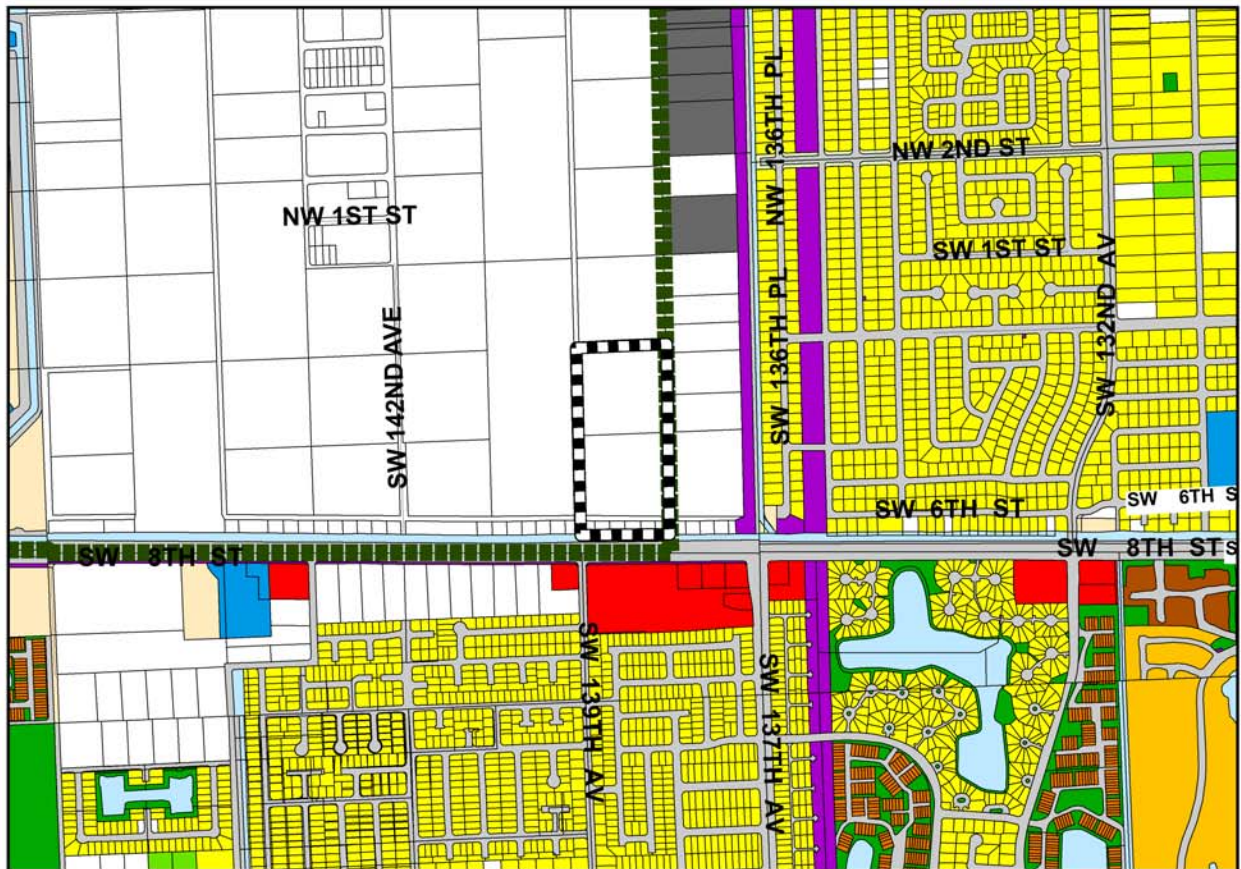 NW 136TH PL
NW 2ND ST
NW 1ST ST
SW 1ST ST
SW 132ND AV
SW 136TH PL
SW 142ND AVE
SW 6TH ST
SW 6TH S
SW 8TH ST
SW 8TH ST S
SW 139TH AV
SW 137TH AV